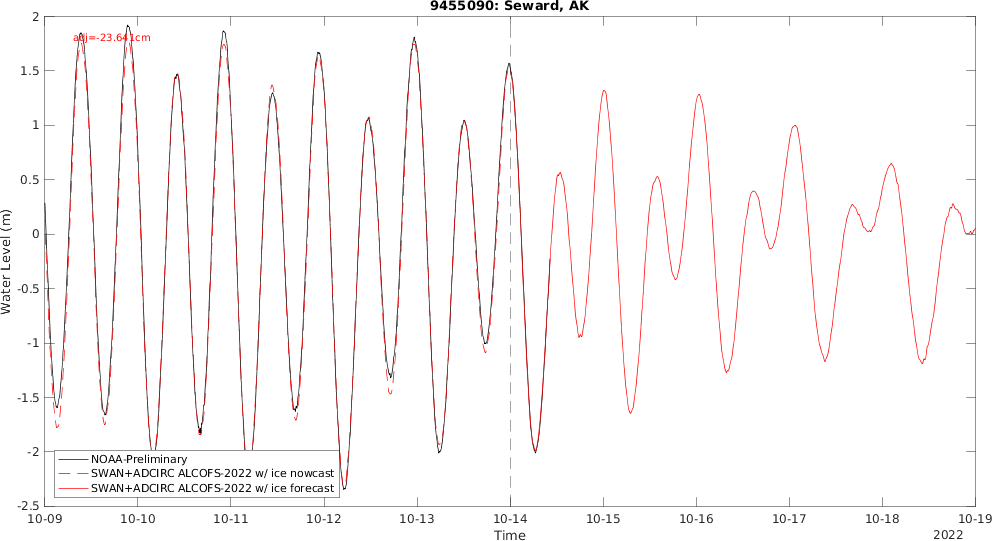 9455090: Seward, AK
adj=-23.641cm
2
1.5
1
0.5
0
-0.5
-1
-1.5
-2
-2.5
Water Level (m)
NOAA-Preliminary
SWAN+ADCIRC ALCOFS-2022 w/ ice nowcast
SWAN+ADCIRC ALCOFS-2022 w/ ice forecast
10-09 10-10 10-11 10-12 10-13 10-14 10-15 10-16 10-17 10-18 10-19
Time
2022